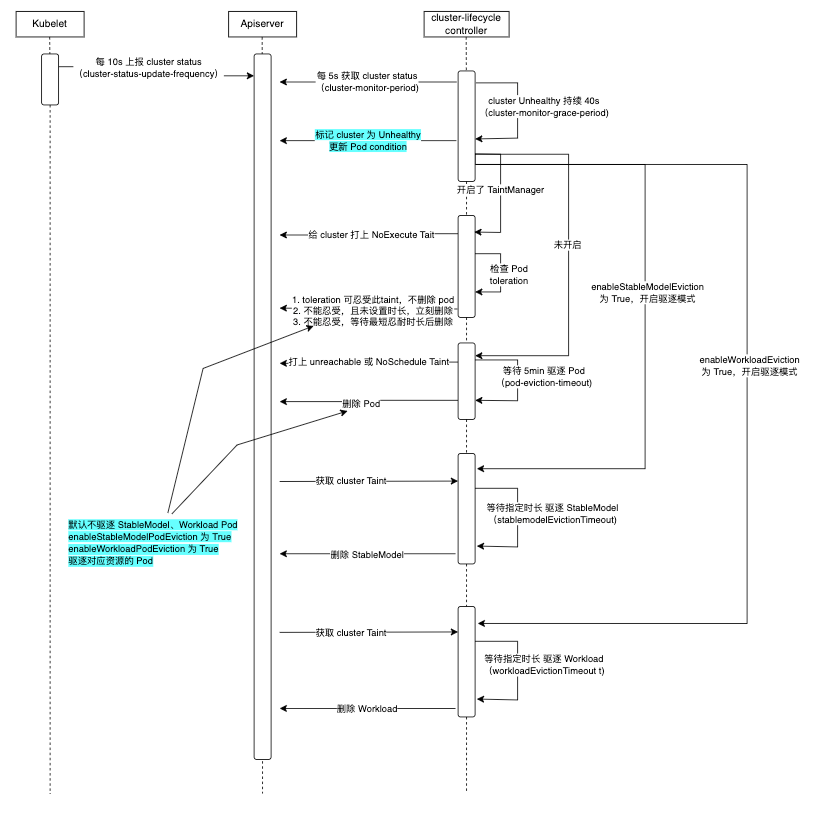 Kubelet
Apiserver
cluster-lifecycle
controller
每 10s 上报 cluster status
（cluster-status-update-frequency）
每 5s 获取 cluster status
（cluster-monitor-period）
cluster Unhealthy 持续 40s
（cluster-monitor-grace-period）
标记 cluster 为 Unhealthy
更新 Pod condition
开启了 TaintManager
给 cluster 打上 NoExecute Tait
未开启
检查 Pod
toleration
enableStableModelEviction
为 True，开启驱逐模式
1. toleration 可忍受此taint，不删除 pod
2. 不能忍受，且未设置时长，立刻删除
3. 不能忍受，等待最短忍耐时长后删除
enableWorkloadEviction
为 True，开启驱逐模式
打上 unreachable 或 NoSchedule Taint
等待 5min 驱逐 Pod
（pod-eviction-timeout）
删除 Pod
获取 cluster Taint
等待指定时长 驱逐 StableModel
（stablemodelEvictionTimeout）
默认不驱逐 StableModel、Workload Pod
enableStableModelPodEviction 为 True
enableWorkloadPodEviction 为 True
驱逐对应资源的 Pod
删除 StableModel
获取 cluster Taint
等待指定时长 驱逐 Workload
（workloadEvictionTimeout t）
删除 Workload